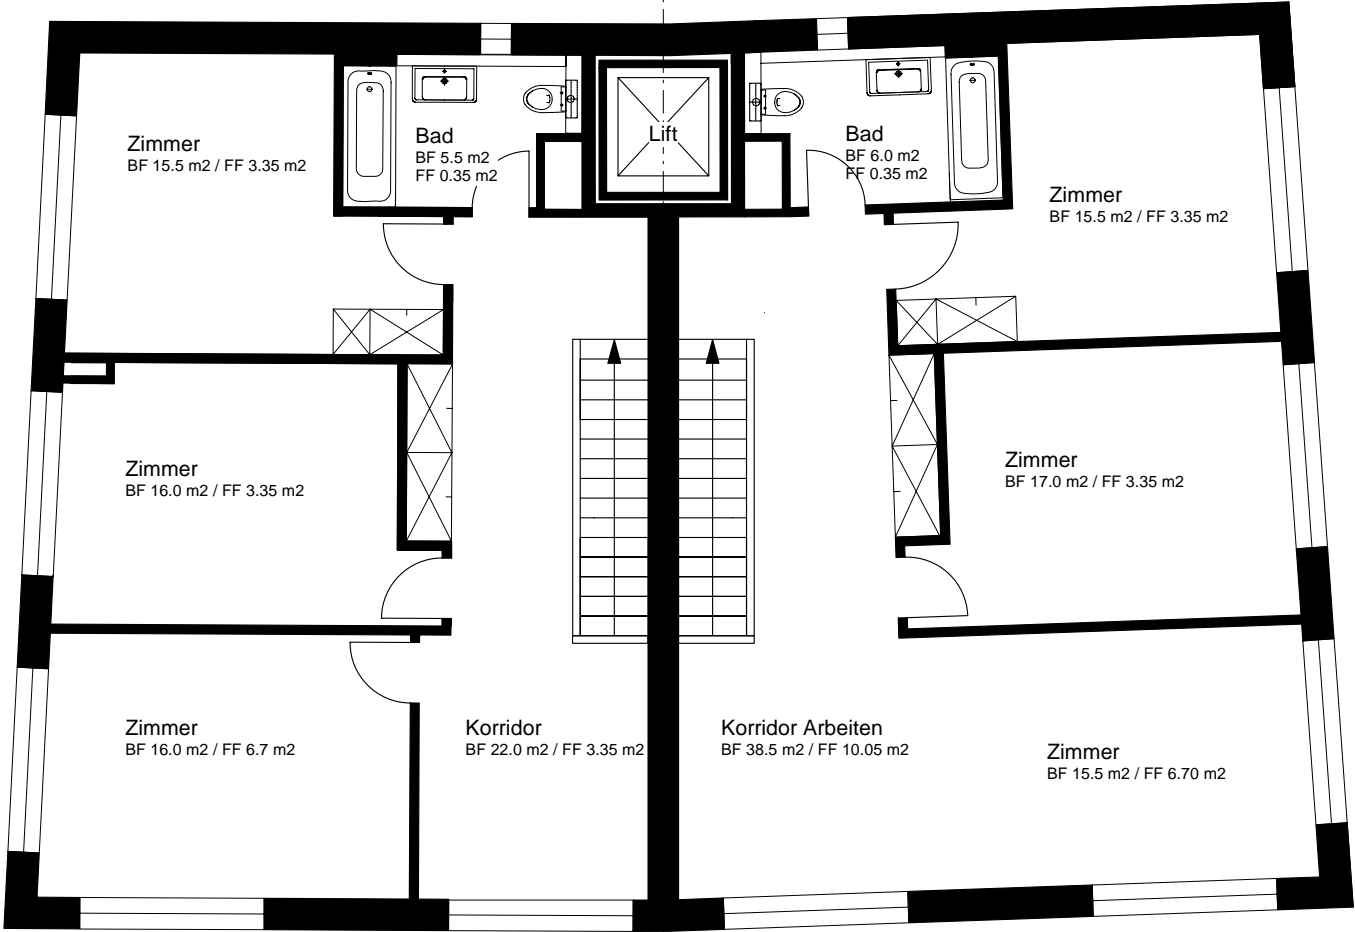 Zimmer
BF 15.5 m2 / FF 3.35 m2
Bad
BF 5.5 m2
FF 0.35 m2
Lift
Bad
BF 6.0 m2
FF 0.35 m2
Zimmer
BF 15.5 m2 / FF 3.35 m2
Zimmer
BF 16.0 m2 / FF 3.35 m2
Zimmer
BF 17.0 m2 / FF 3.35 m2
Zimmer
BF 16.0 m2 / FF 6.7 m2
Korridor
BF 22.0 m2 / FF 3.35 m2
Korridor Arbeiten
BF 38.5 m2 / FF 10.05 m2
Zimmer
BF 15.5 m2 / FF 6.70 m2